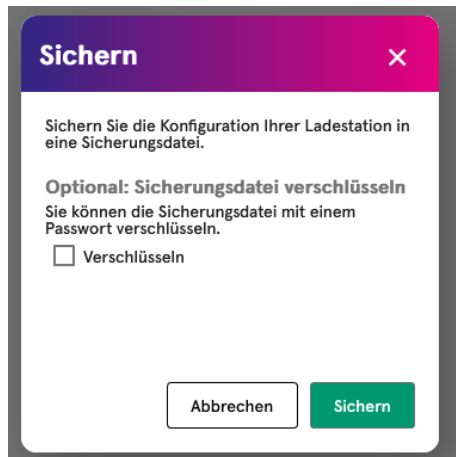 Sichern
Sichern Sie die Konfiguration Ihrer Ladestation in
eine Sicherungsdatei.
Optional: Sicherungsdatei verschlüsseln
Sie können die Sicherungsdatei mit einem
Passwort verschlüsseln.
Verschlüsseln
Abbrechen
Sichern